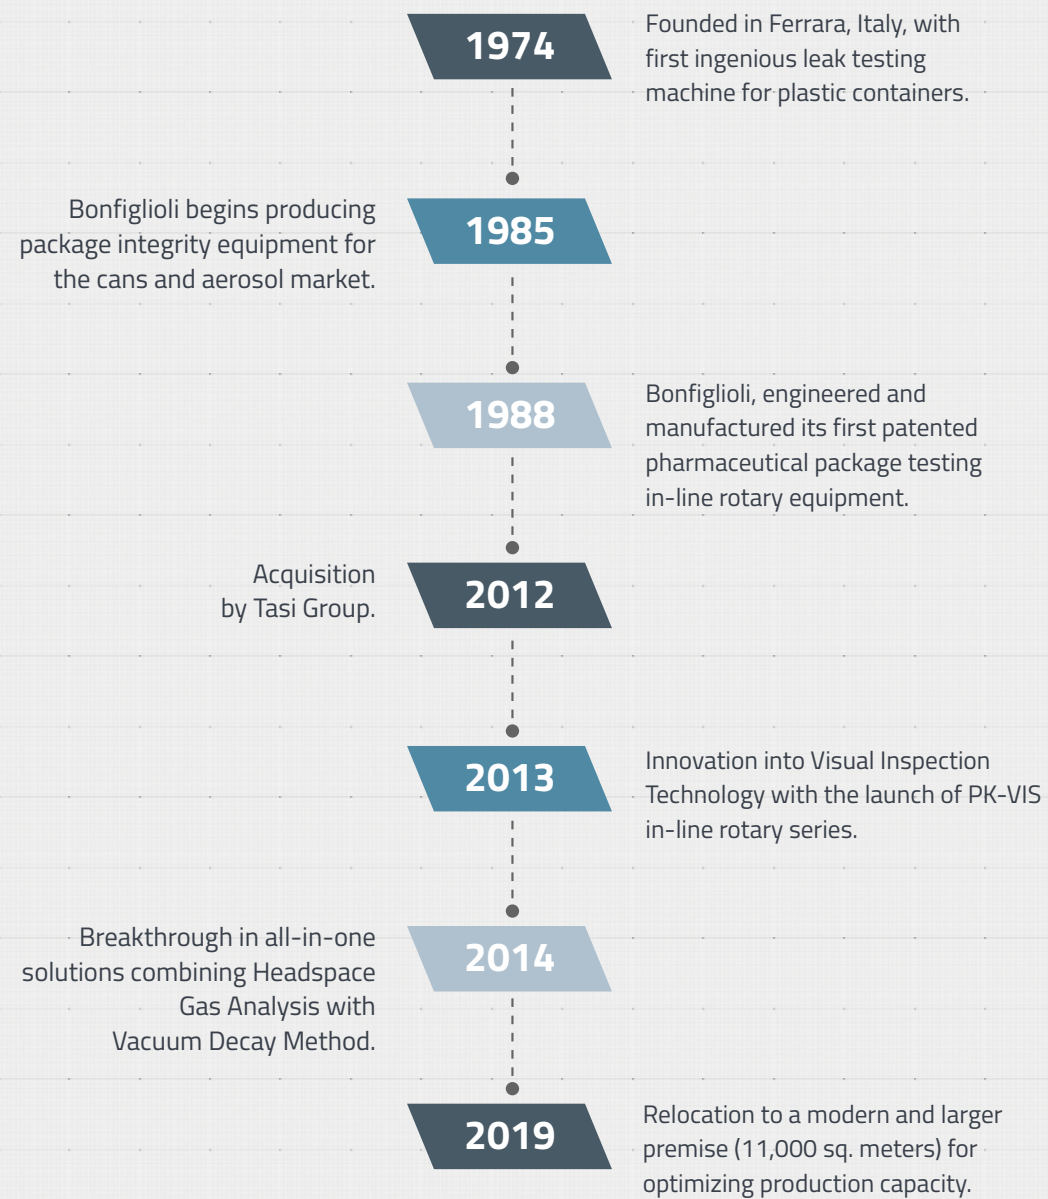 1974
Founded in Ferrara, Italy, with
first ingenious leak testing
machine for plastic containers.
1985
Bonfiglioli begins producing
package integrity equipment for
the cans and aerosol market.
1988
Bonfiglioli, engineered and
manufactured its first patented
pharmaceutical package testing
in-line rotary equipment.
2012
Acquisition
by Tasi Group.
2013
Innovation into Visual Inspection
Technology with the launch of PK-VIS
in-line rotary series.
2014
Breakthrough in all-in-one
solutions combining Headspace
Gas Analysis with
Vacuum Decay Method.
2019
Relocation to a modern and larger
premise (11,000 sq. meters) for
optimizing production capacity.